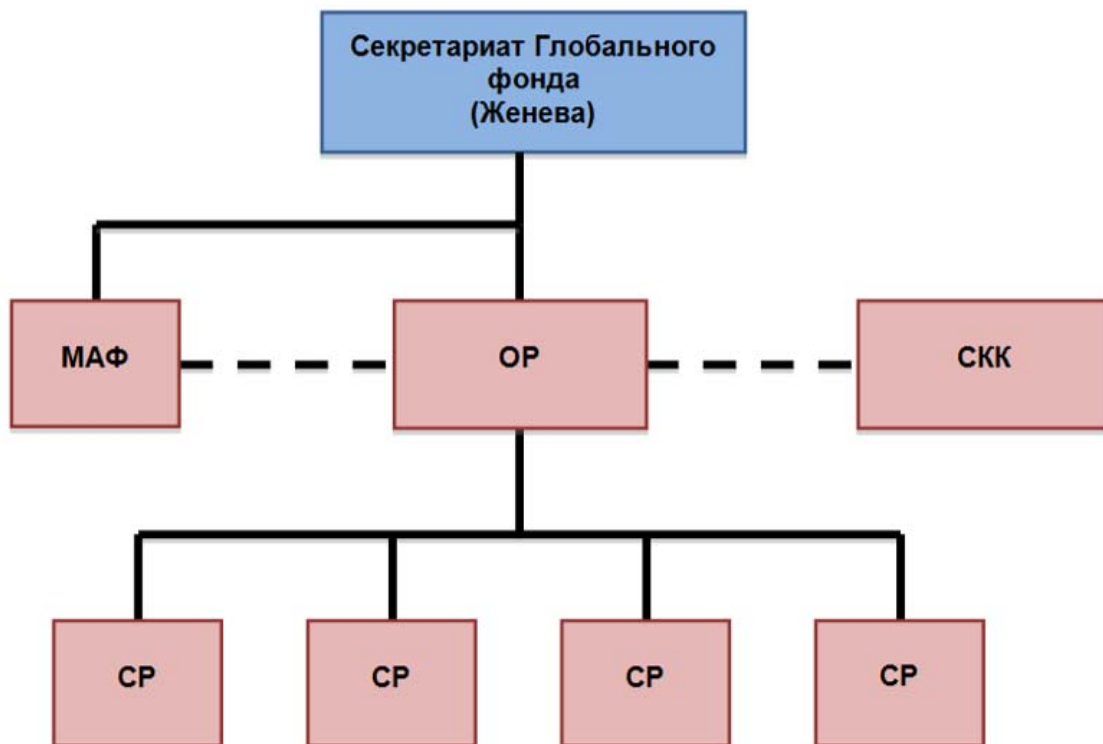 Секретариат Глобального
фонда
(Женева)
МАФ
ОР
СКК
СР
СР
СР
СР